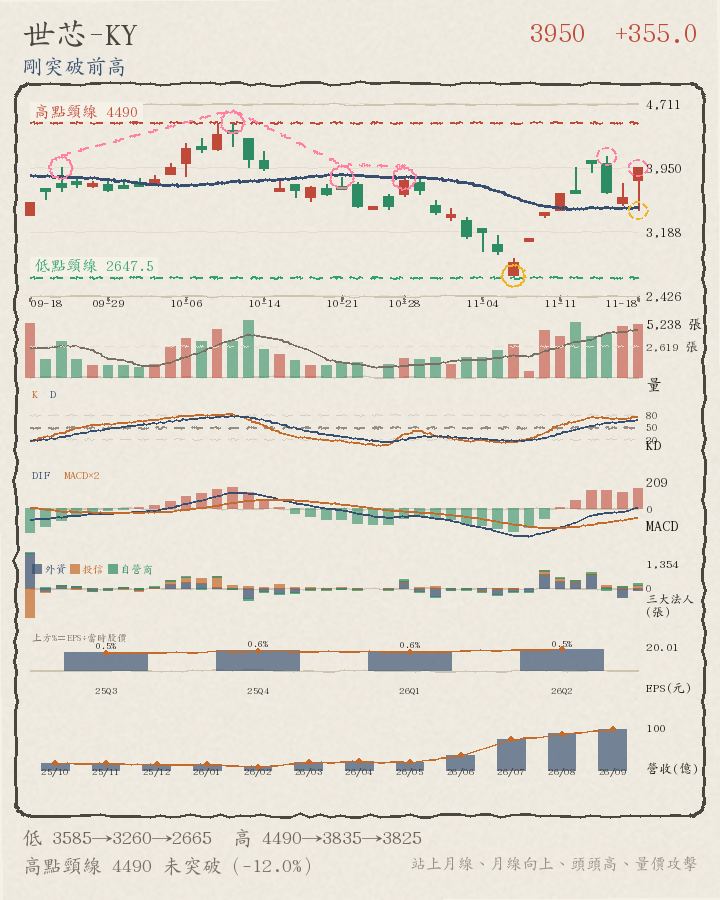 世芯-KY
3950 +355.0
剛突破前高
高點頸線 4490
4,711
3,950
3,188
低點頸線 2647.5
2,426
09-18 09-29 10-06 10-14 10-21 10-28 11-04 11-11 11-18
5,238 張
2,619 張
量
K D
80
50
20
KD
DIF MACD×2
209
0
MACD
外資 投信 自營商
1,354
0
三大法人
(張)
上方%=EPS÷當時股價
0.5% 0.6% 0.6% 0.5%
20.01
25Q3 25Q4 26Q1 26Q2
EPS(元)
100
25/10 25/11 25/12 26/01 26/02 26/03 26/04 26/05 26/06 26/07 26/08 26/09
營收(億)
低 3585→3260→2665 高 4490→3835→3825
高點頸線 4490 未突破 (-12.0%)
站上月線、月線向上、頭頭高、量價攻擊